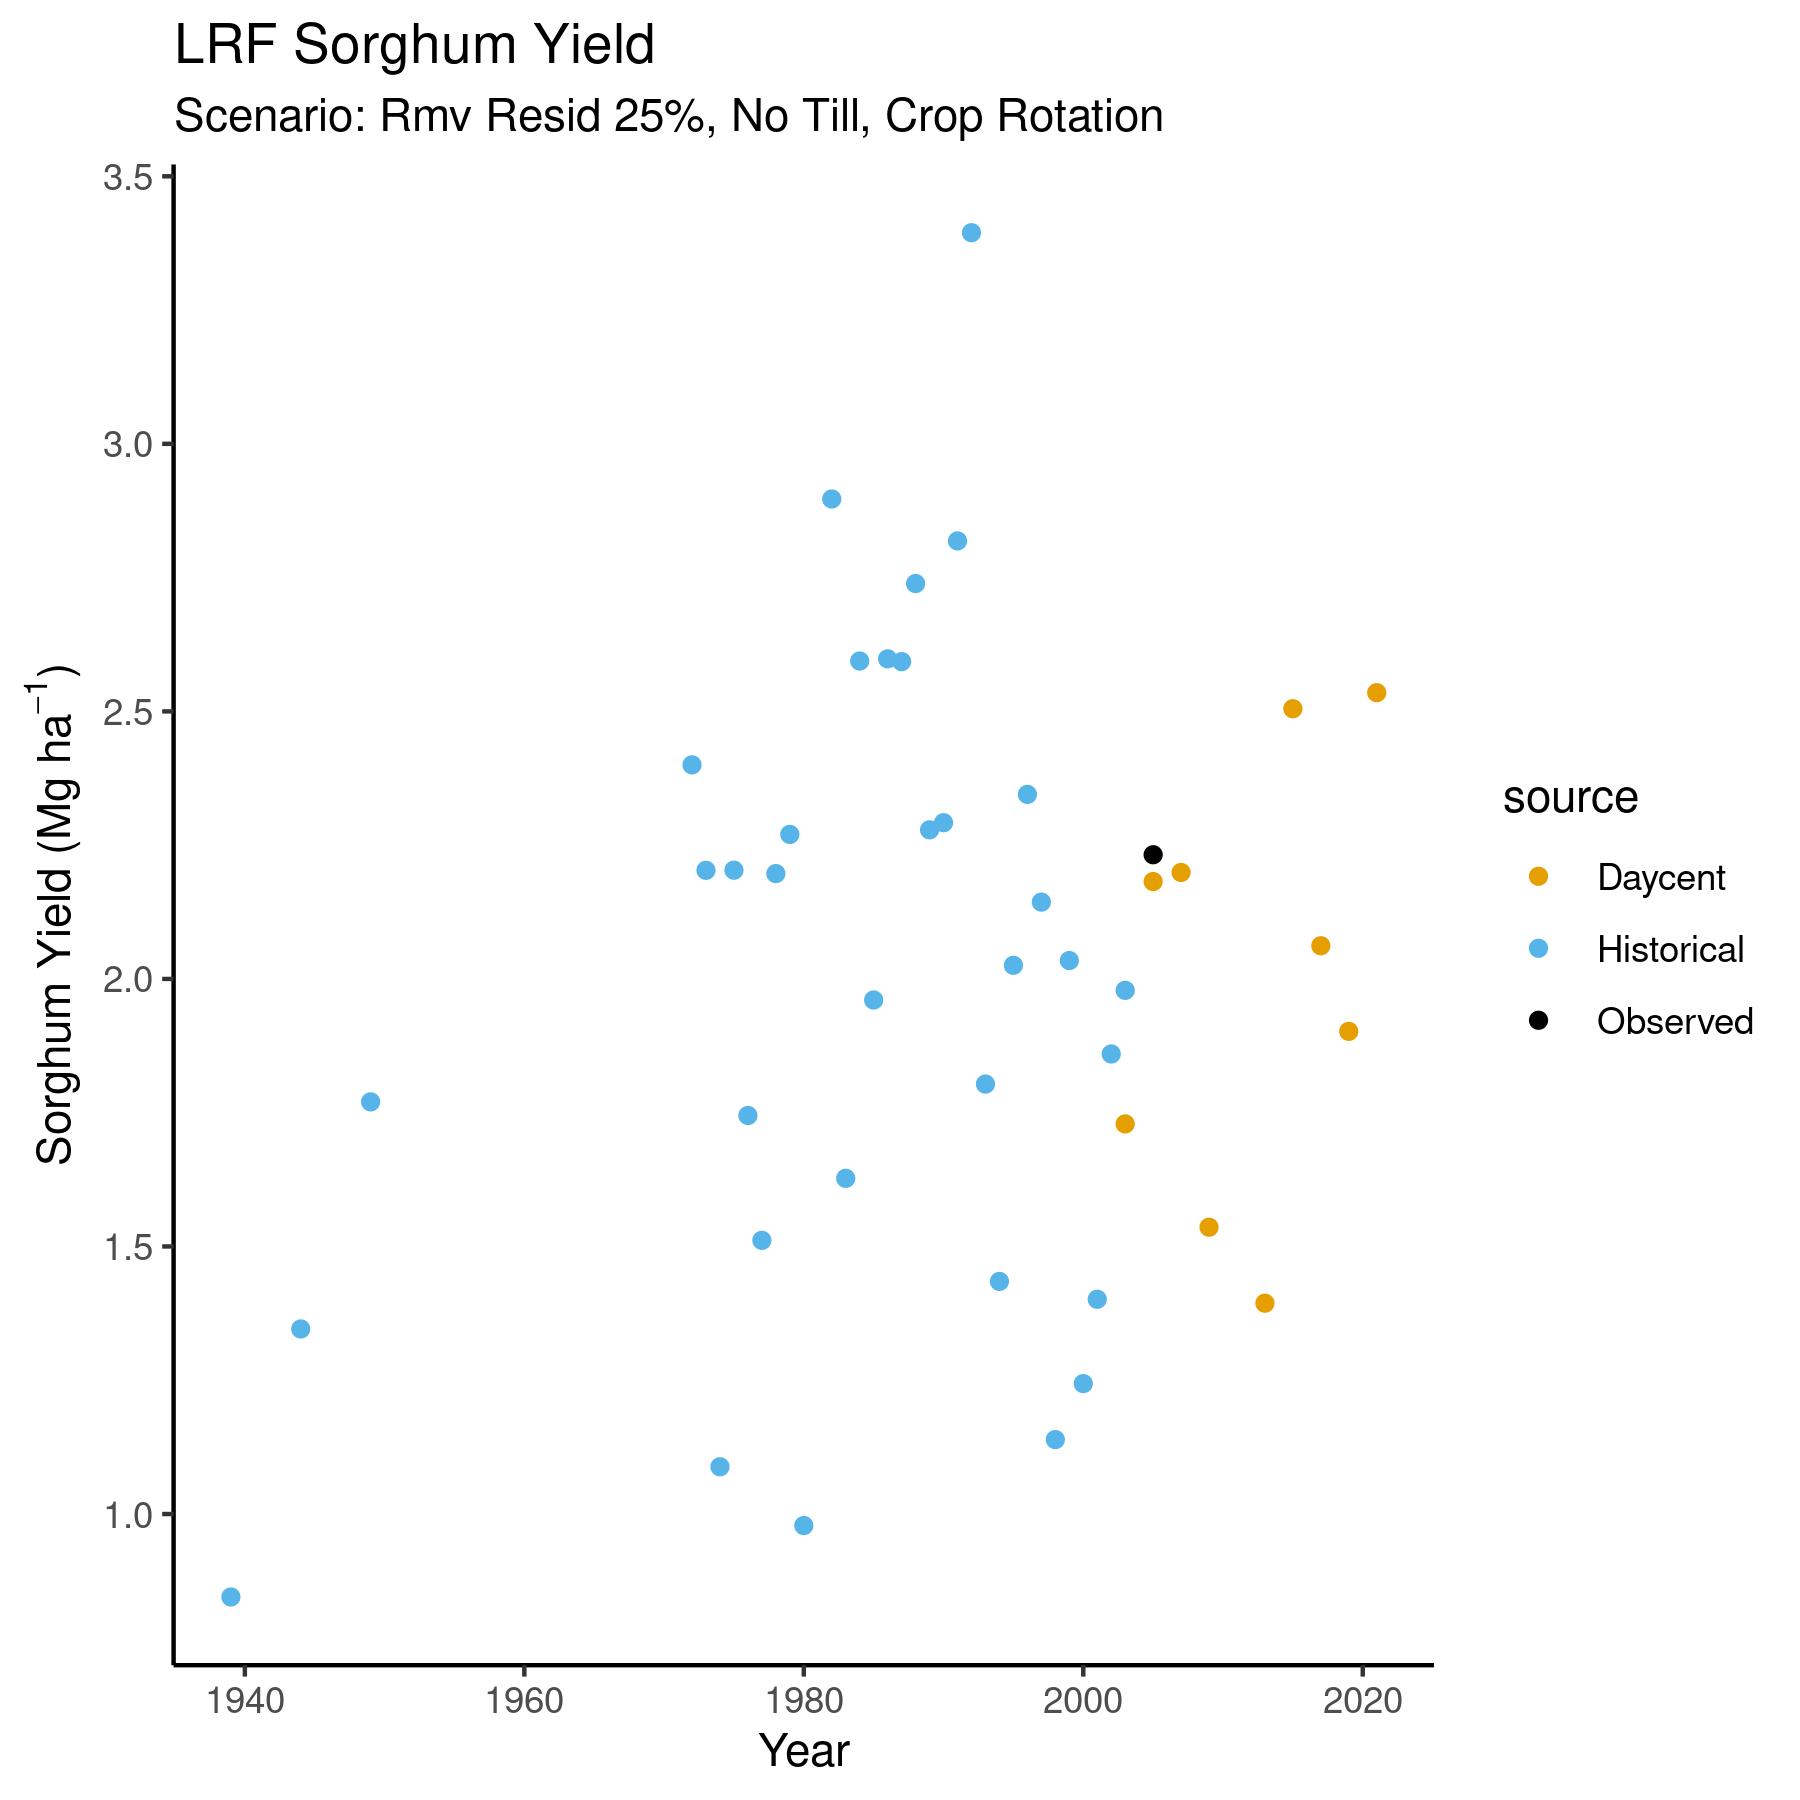 LRF Sorghum Yield
Scenario: Rmv Resid 25%, No Till, Crop Rotation
3.5
3.0
2.5
2.0
1.5
1.0
Sorghum Yield (Mg ha⁻¹)
1940 1960 1980 2000 2020
Year
source
Daycent
Historical
Observed